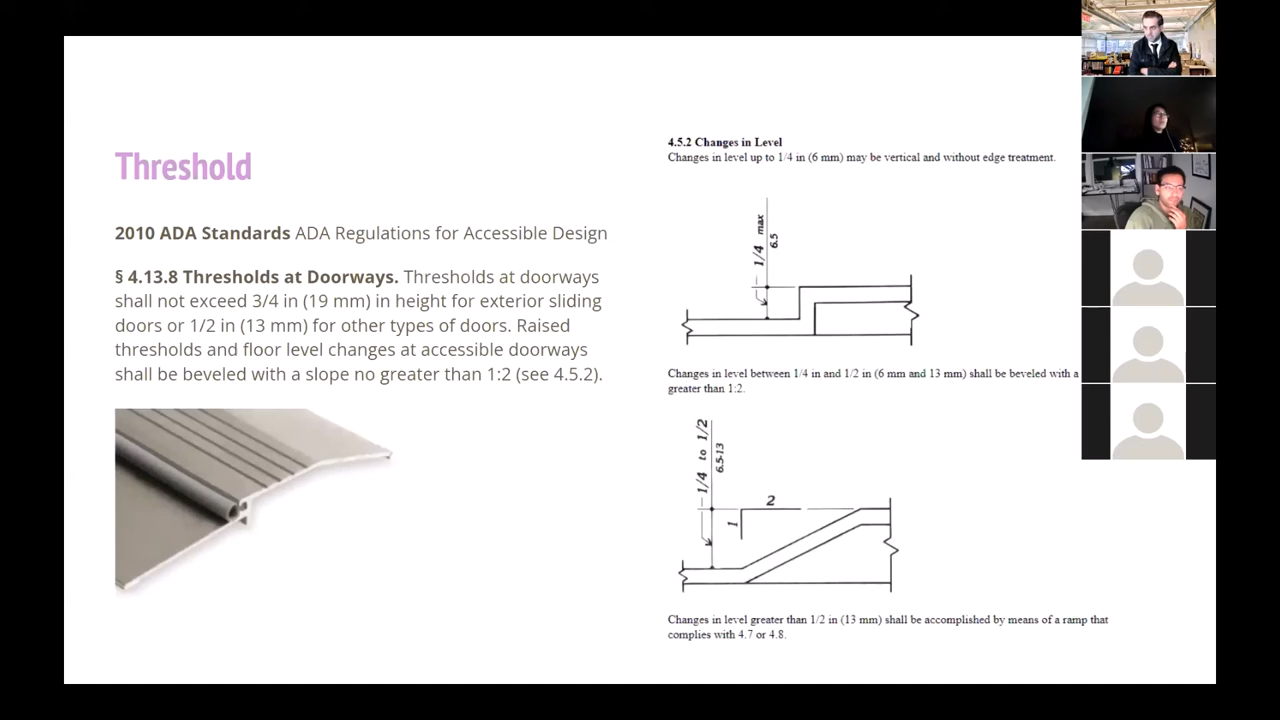 Threshold
2010 ADA Standards ADA Regulations for Accessible Design
§ 4.13.8 Thresholds at Doorways. Thresholds at doorways
shall not exceed 3/4 in (19 mm) in height for exterior sliding
doors or 1/2 in (13 mm) for other types of doors. Raised
thresholds and floor level changes at accessible doorways
shall be beveled with a slope no greater than 1:2 (see 4.5.2).
4.5.2 Changes in Level
Changes in level up to 1/4 in (6 mm) may be vertical and without edge treatment.
1/4 max
6.5
Changes in level between 1/4 in and 1/2 in (6 mm and 13 mm) shall be beveled with a
greater than 1:2.
1/4 to 1/2
6.5-13
2
1
Changes in level greater than 1/2 in (13 mm) shall be accomplished by means of a ramp that
complies with 4.7 or 4.8.